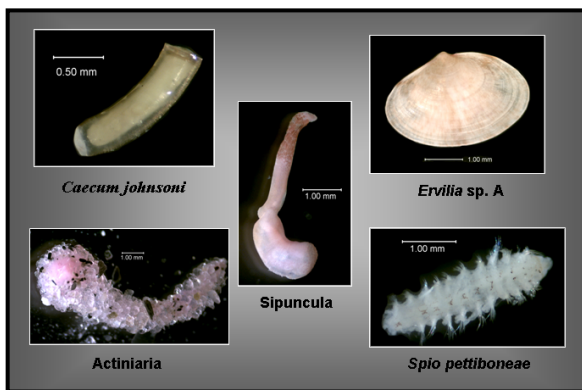 0.50 mm
Caecum johnsoni
1.00 mm
Ervilia sp. A
1.00 mm
Sipuncula
1.00 mm
Actiniaria
1.00 mm
Spio pettiboneae